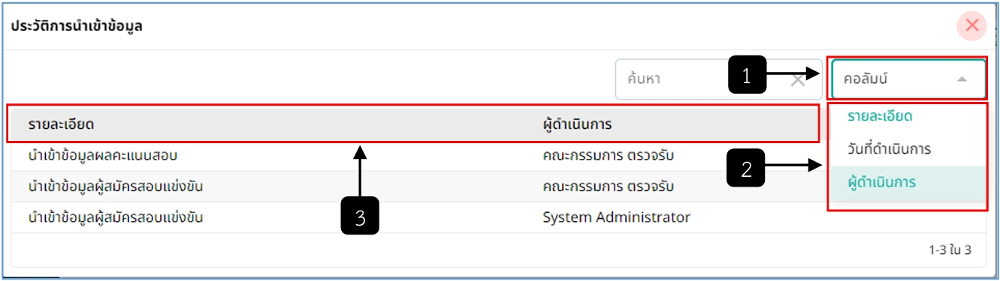 ประวัติการนำเข้าข้อมูล
ค้นหา
1
คอลัมน์
รายละเอียด
วันที่ดำเนินการ
ผู้ดำเนินการ
2
รายละเอียด ผู้ดำเนินการ
นำเข้าข้อมูลผลคะแนนสอบ คณะกรรมการ ตรวจรับ
นำเข้าข้อมูลผู้สมัครสอบแข่งขัน คณะกรรมการ ตรวจรับ
นำเข้าข้อมูลผู้สมัครสอบแข่งขัน System Administrator
3
1-3 ใน 3